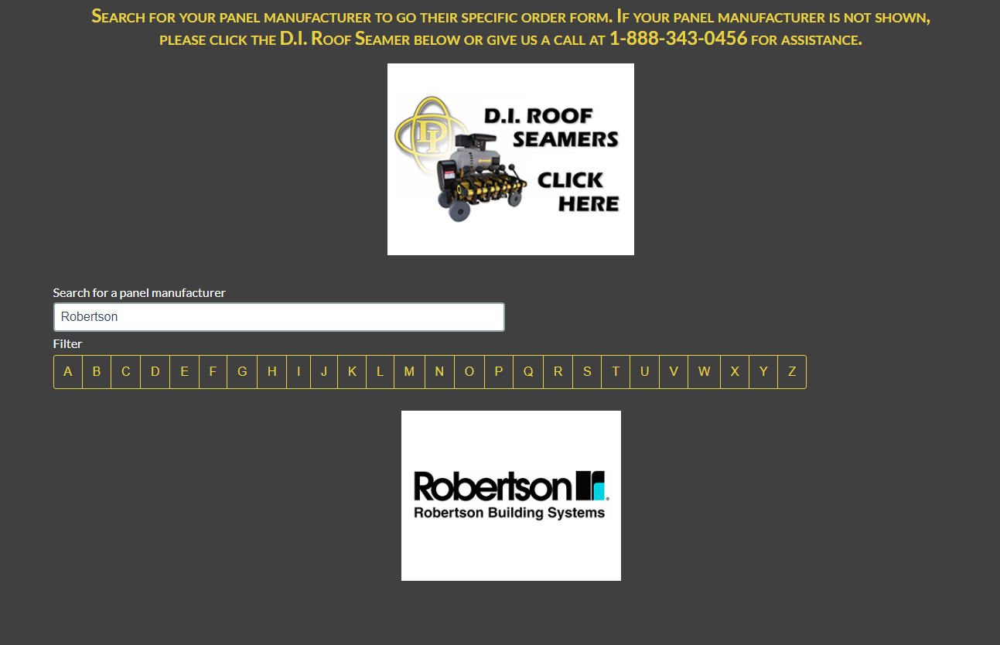 Search for your panel manufacturer to go their specific order form. If your panel manufacturer is not shown,
please click the D.I. Roof Seamer below or give us a call at 1-888-343-0456 for assistance.
DI
D.I. ROOF
SEAMERS
CLICK
HERE
Search for a panel manufacturer
Robertson
Filter
A B C D E F G H I J K L M N O P Q R S T U V W X Y Z
Robertson
Robertson Building Systems